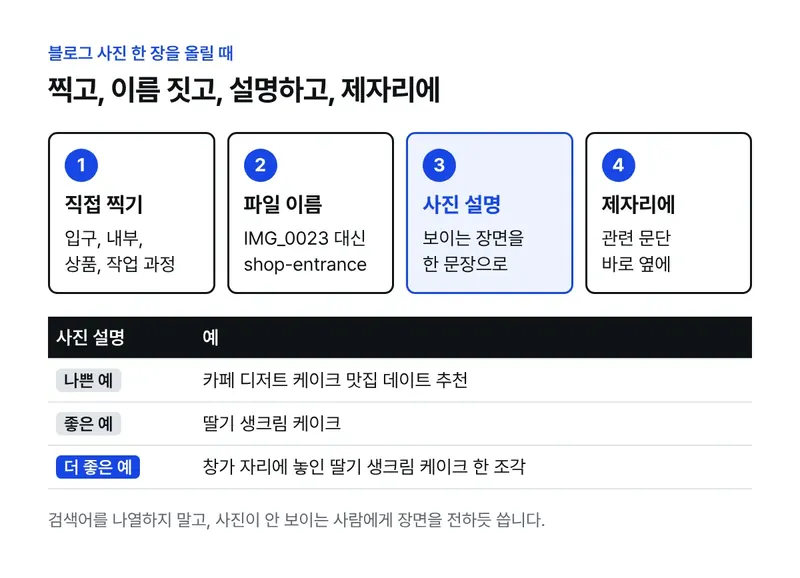 블로그 사진 한 장을 올릴 때
찍고, 이름 짓고, 설명하고, 제자리에
1
직접 찍기
입구, 내부,
상품, 작업 과정
2
파일 이름
IMG_0023 대신
shop-entrance
3
사진 설명
보이는 장면을
한 문장으로
4
제자리에
관련 문단
바로 옆에
사진 설명 예
나쁜 예 카페 디저트 케이크 맛집 데이트 추천
좋은 예 딸기 생크림 케이크
더 좋은 예 창가 자리에 놓인 딸기 생크림 케이크 한 조각
검색어를 나열하지 말고, 사진이 안 보이는 사람에게 장면을 전하듯 씁니다.